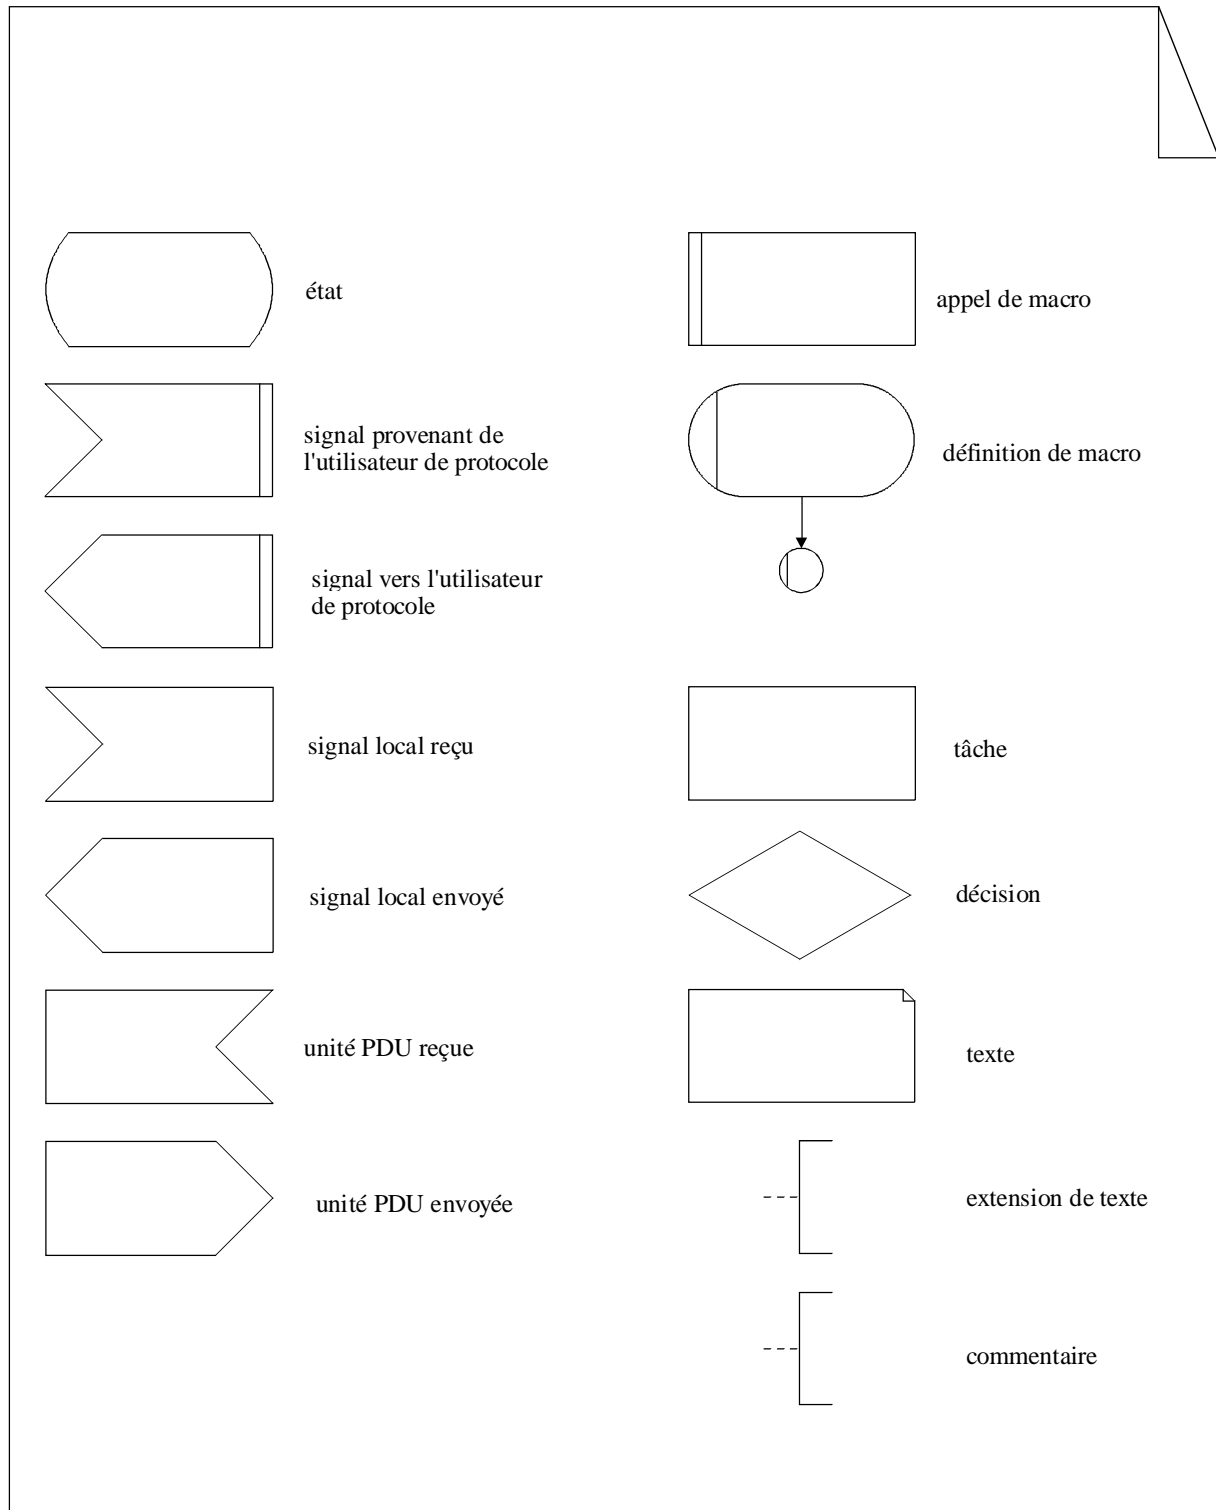 état
signal provenant de
l'utilisateur de protocole
signal vers l'utilisateur
de protocole
signal local reçu
signal local envoyé
unité PDU reçue
unité PDU envoyée
appel de macro
définition de macro
tâche
décision
texte
extension de texte
commentaire